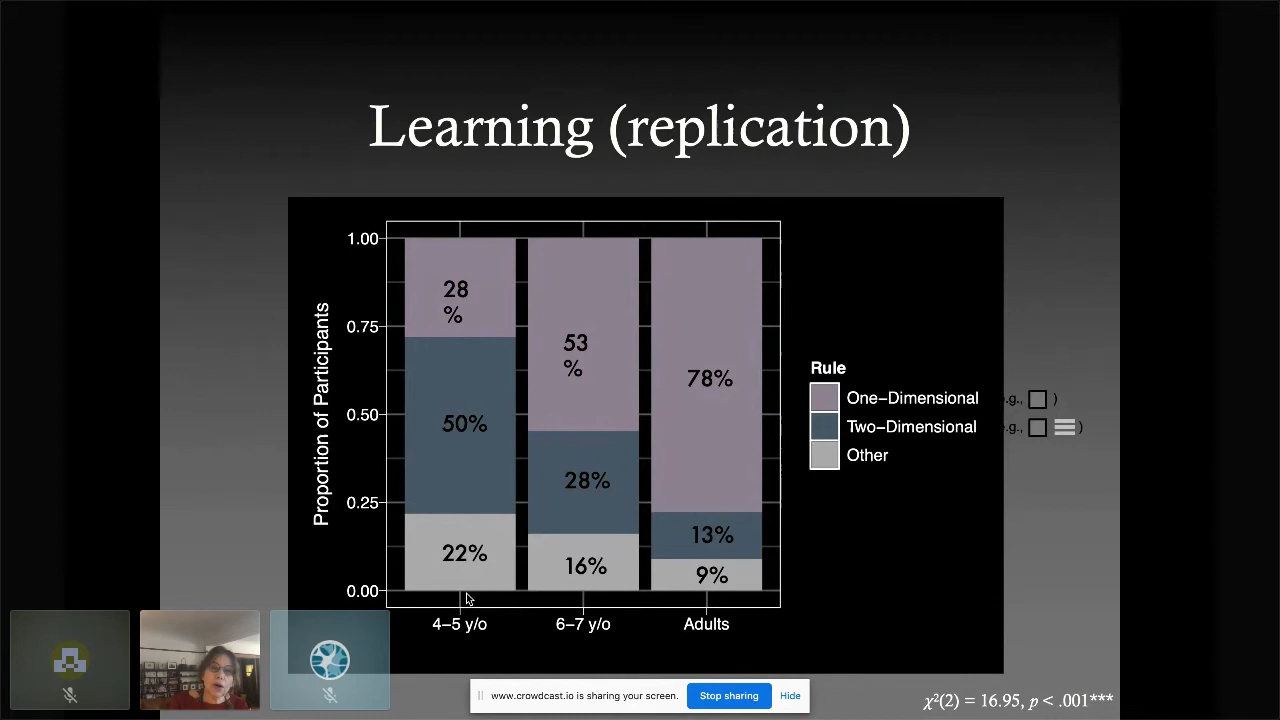 Learning (replication)
Proportion of Participants
1.00
0.75
0.50
0.25
0.00
28
%
50%
22%
53
%
28%
16%
78%
13%
9%
4–5 y/o
6–7 y/o
Adults
Rule
One–Dimensional
.g., )
Two–Dimensional
.g., )
Other
www.crowdcast.io is sharing your screen.
Stop sharing
Hide
χ²(2) = 16.95, p < .001***